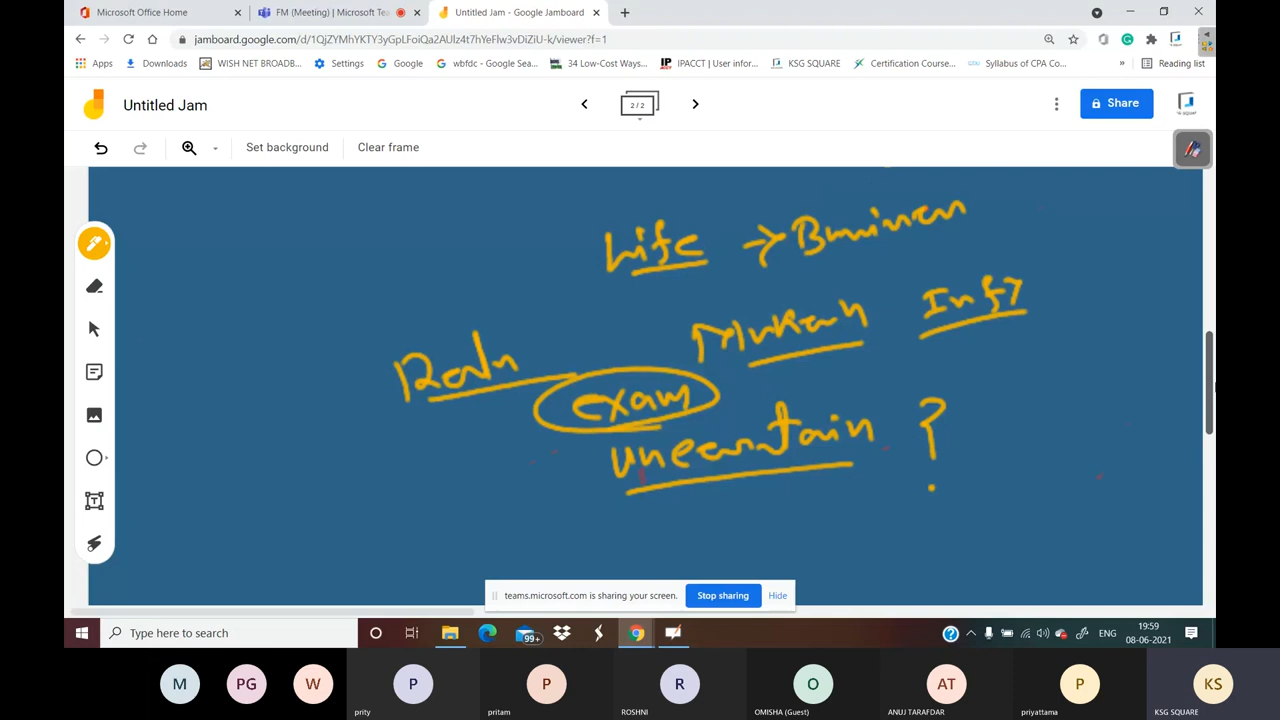 Microsoft Office Home
FM (Meeting) | Microsoft Tea
Untitled Jam - Google Jamboard
jamboard.google.com/d/1QjZYMhYKTY3yGpLFoiQa2AUlz4t7hYeFlw3vDiZiU-k/viewer?f=1
Apps Downloads WISH NET BROADB... Settings Google wbfdc - Google Sea... 34 Low-Cost Ways... IPACCT | User infor... KSG SQUARE Certification Course... Syllabus of CPA Co... » Reading list
Untitled Jam
2 / 2
Share
Set background Clear frame
Life → Business
Mukesh
exam
uncertain ?
teams.microsoft.com is sharing your screen. Stop sharing Hide
Type here to search
99+
ENG
19:59
08-06-2021
M PG W P P R O AT P KS
prity pritam ROSHNI OMISHA (Guest) ANUJ TARAFDAR priyattama KSG SQUARE